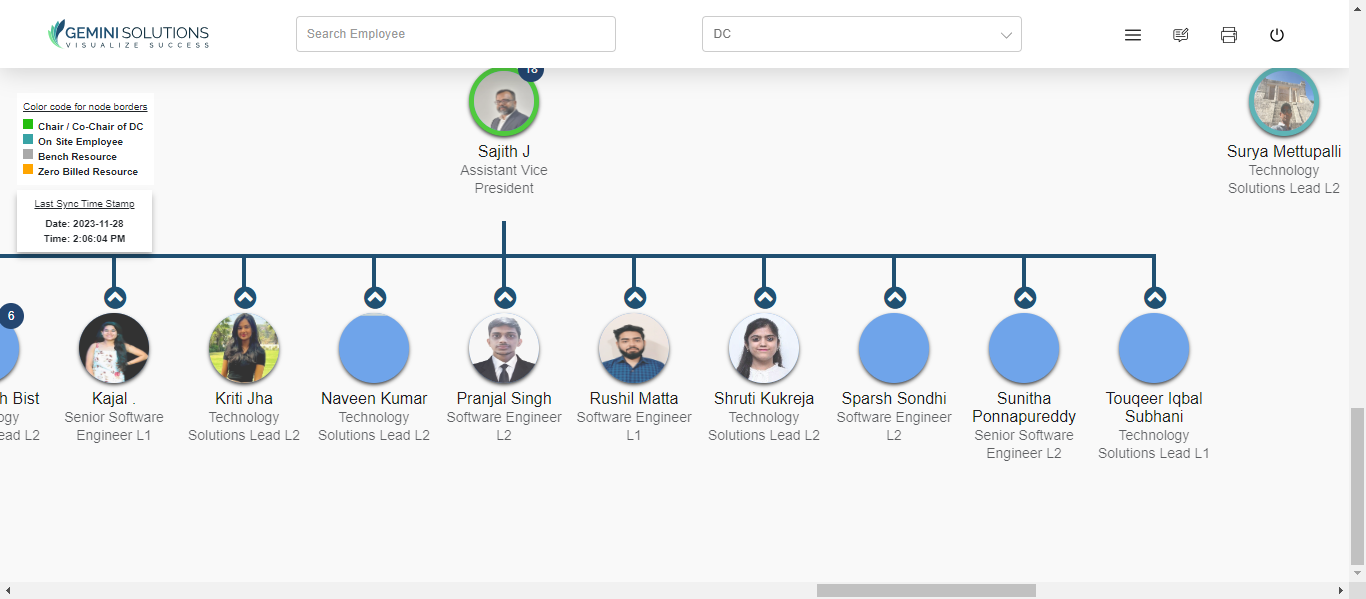 GEMINI SOLUTIONS
VISUALIZE SUCCESS
Search Employee
DC
18
Color code for node borders
Chair / Co-Chair of DC
On Site Employee
Bench Resource
Zero Billed Resource
Last Sync Time Stamp
Date: 2023-11-28
Time: 2:06:04 PM
Sajith J
Assistant Vice
President
Surya Mettupalli
Technology
Solutions Lead L2
6
h Bist
ogy
ead L2
Kajal .
Senior Software
Engineer L1
Kriti Jha
Technology
Solutions Lead L2
Naveen Kumar
Technology
Solutions Lead L2
Pranjal Singh
Software Engineer
L2
Rushil Matta
Software Engineer
L1
Shruti Kukreja
Technology
Solutions Lead L2
Sparsh Sondhi
Software Engineer
L2
Sunitha
Ponnapureddy
Senior Software
Engineer L2
Touqeer Iqbal
Subhani
Technology
Solutions Lead L1